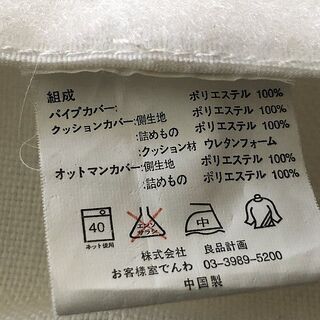 組成
パイプカバー: ポリエステル 100%
クッションカバー:側生地 ポリエステル 100%
:詰めもの ポリエステル 100%
:クッション材 ウレタンフォーム
オットマンカバー:側生地 ポリエステル 100%
:詰めもの ポリエステル 100%
40 エンソサラシ 中
ネット使用
株式会社 良品計画
お客様室でんわ 03-3989-5200
中国製